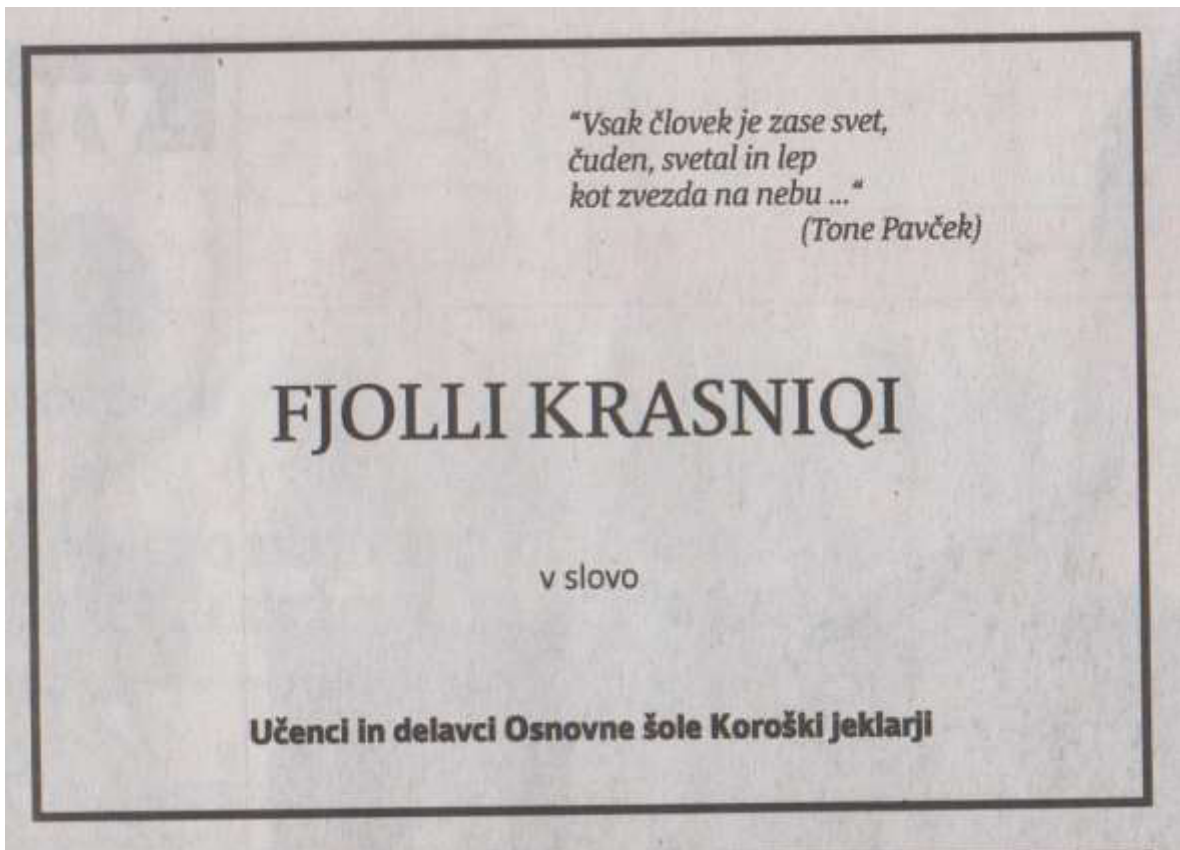 “Vsak človek je zase svet,
čuden, svetal in lep
kot zvezda na nebu ...“
(Tone Pavček)
FJOLLI KRASNIQI
v slovo
Učenci in delavci Osnovne šole Koroški jeklarji